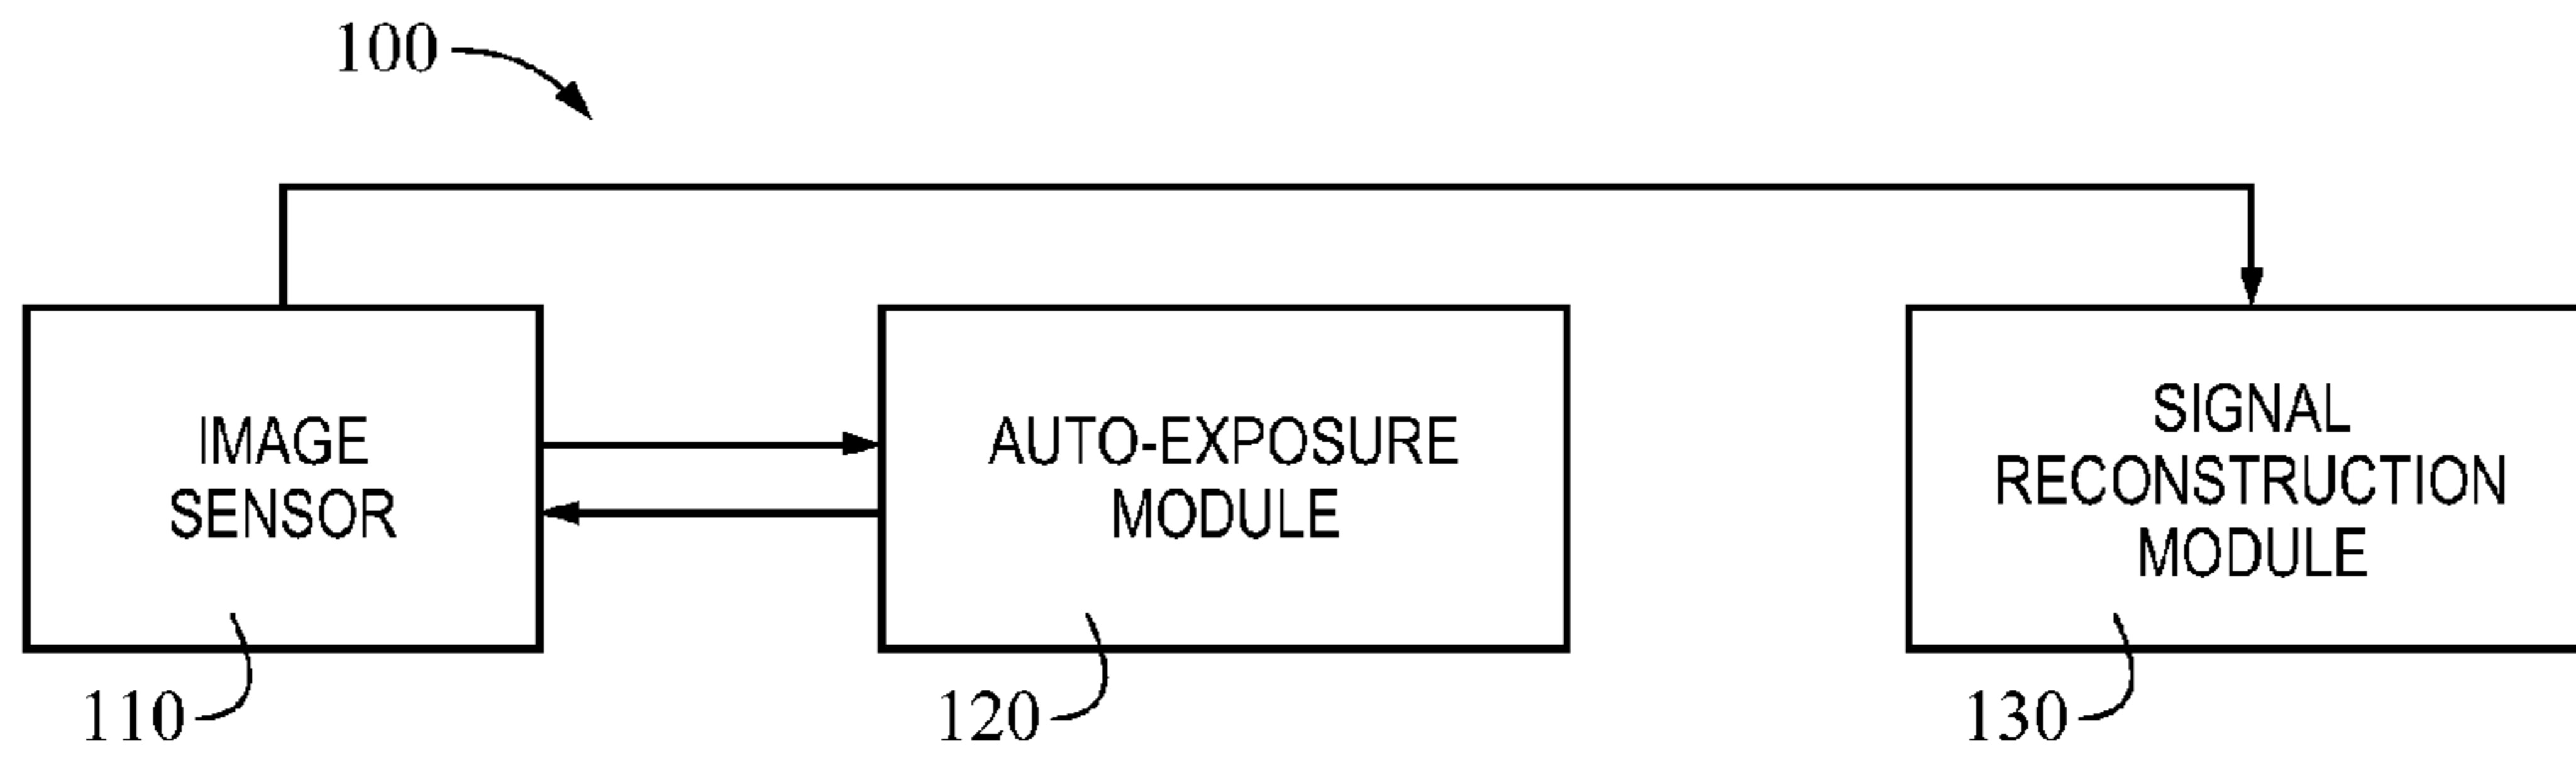 100
IMAGE
SENSOR
AUTO-EXPOSURE
MODULE
SIGNAL
RECONSTRUCTION
MODULE
110
120
130